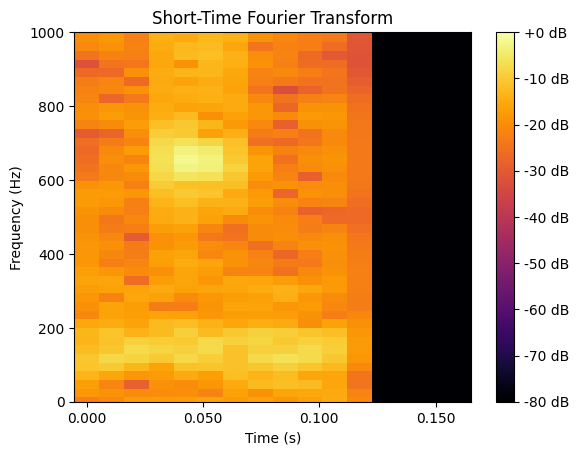 Short-Time Fourier Transform
1000
800
600
400
200
0
Frequency (Hz)
0.000
0.050
0.100
0.150
Time (s)
+0 dB
-10 dB
-20 dB
-30 dB
-40 dB
-50 dB
-60 dB
-70 dB
-80 dB